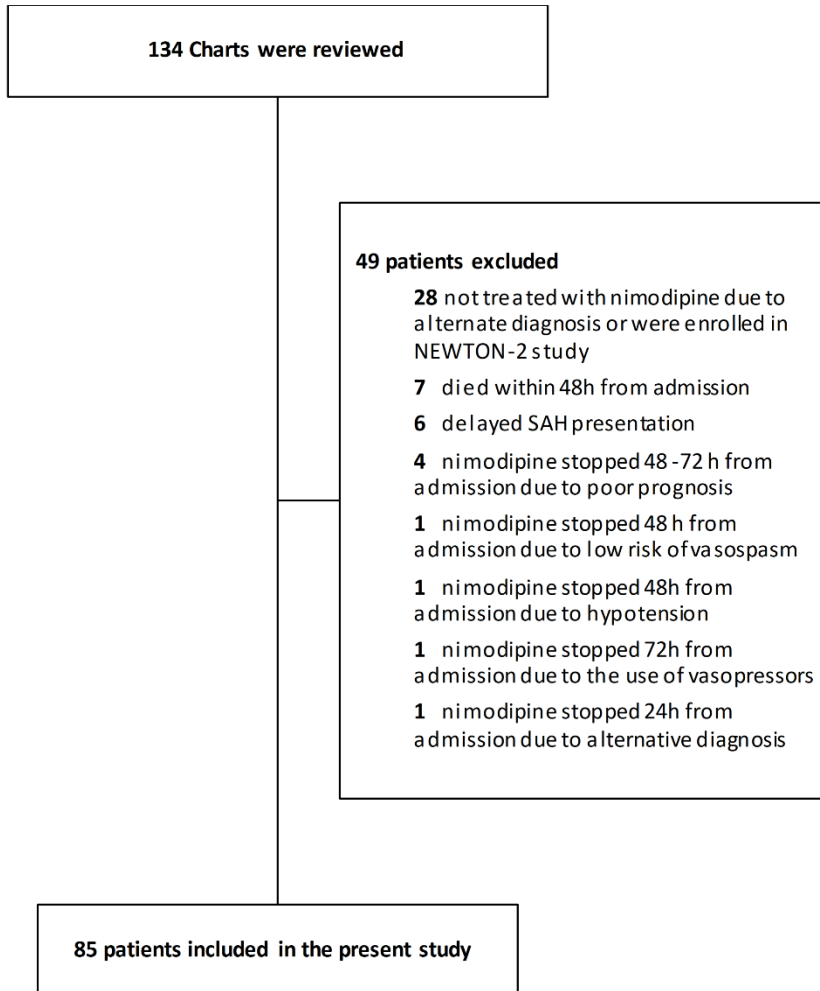 134 Charts were reviewed
49 patients excluded
28 not treated with nimodipine due to
alternate diagnosis or were enrolled in
NEWTON-2 study
7 died within 48h from admission
6 delayed SAH presentation
4 nimodipine stopped 48-72 h from
admission due to poor prognosis
1 nimodipine stopped 48 h from
admission due to low risk of vasospasm
1 nimodipine stopped 48h from
admission due to hypotension
1 nimodipine stopped 72h from
admission due to the use of vasopressors
1 nimodipine stopped 24h from
admission due to alternative diagnosis
85 patients included in the present study